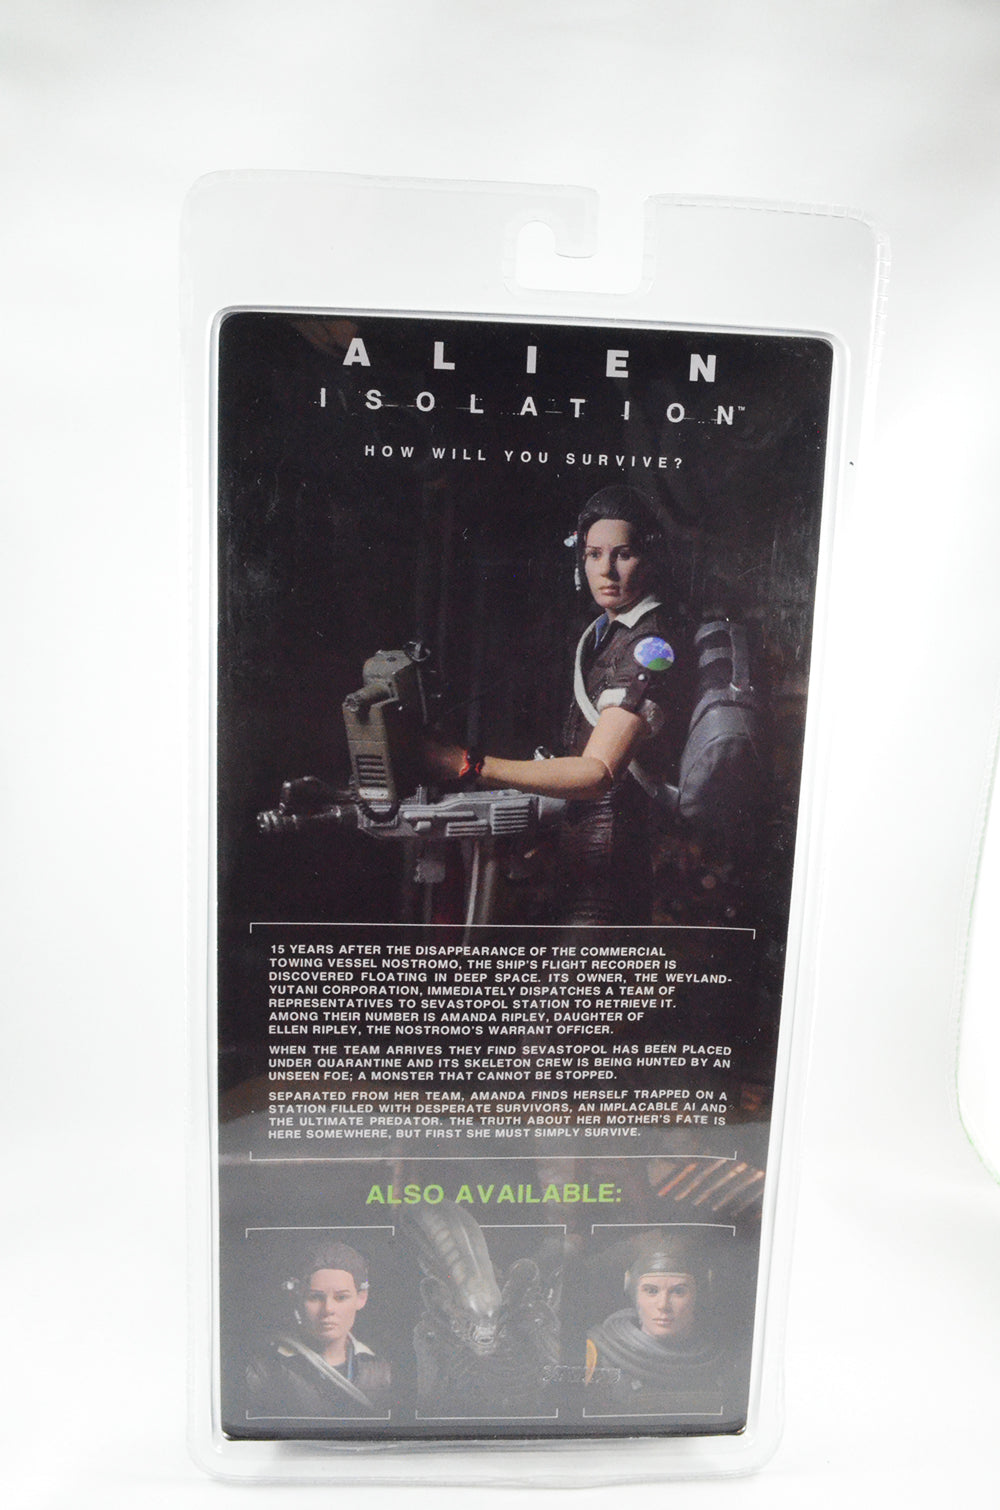 ALIEN
ISOLATION™
HOW WILL YOU SURVIVE?
15 YEARS AFTER THE DISAPPEARANCE OF THE COMMERCIAL
TOWING VESSEL NOSTROMO, THE SHIP'S FLIGHT RECORDER IS
DISCOVERED FLOATING IN DEEP SPACE. ITS OWNER, THE WEYLAND-
YUTANI CORPORATION, IMMEDIATELY DISPATCHES A TEAM OF
REPRESENTATIVES TO SEVASTOPOL STATION TO RETRIEVE IT.
AMONG THEIR NUMBER IS AMANDA RIPLEY, DAUGHTER OF
ELLEN RIPLEY, THE NOSTROMO'S WARRANT OFFICER.
WHEN THE TEAM ARRIVES THEY FIND SEVASTOPOL HAS BEEN PLACED
UNDER QUARANTINE AND ITS SKELETON CREW IS BEING HUNTED BY AN
UNSEEN FOE; A MONSTER THAT CANNOT BE STOPPED.
SEPARATED FROM HER TEAM, AMANDA FINDS HERSELF TRAPPED ON A
STATION FILLED WITH DESPERATE SURVIVORS, AN IMPLACABLE AI AND
THE ULTIMATE PREDATOR. THE TRUTH ABOUT HER MOTHER'S FATE IS
HERE SOMEWHERE, BUT FIRST SHE MUST SIMPLY SURVIVE.
ALSO AVAILABLE: